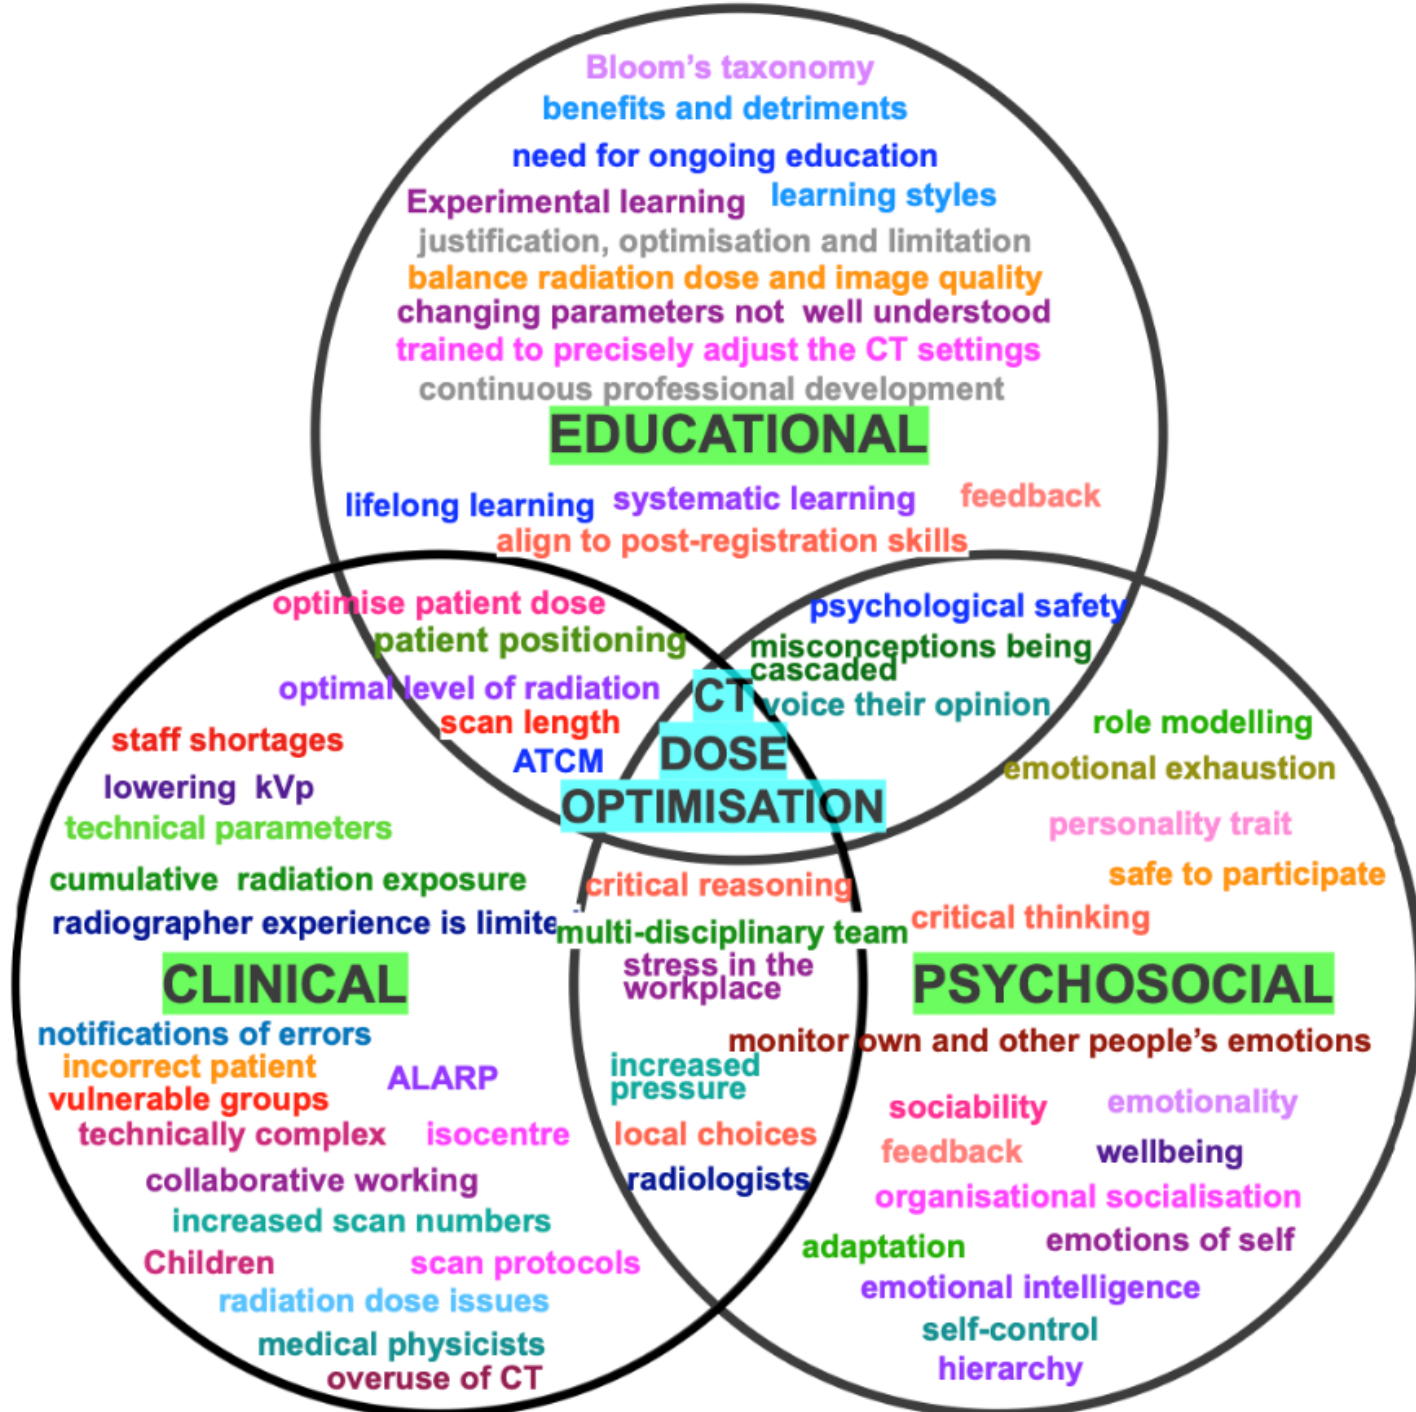 Bloom’s taxonomy
benefits and detriments
need for ongoing education
Experimental learning
learning styles
justification, optimisation and limitation
balance radiation dose and image quality
changing parameters not well understood
trained to precisely adjust the CT settings
continuous professional development
EDUCATIONAL
lifelong learning
systematic learning
feedback
align to post-registration skills
optimise patient dose
patient positioning
optimal level of radiation
scan length
ATCM
psychological safety
misconceptions being
cascaded
voice their opinion
CT
DOSE
OPTIMISATION
staff shortages
lowering kVp
technical parameters
cumulative radiation exposure
radiographer experience is limite
CLINICAL
notifications of errors
incorrect patient
ALARP
vulnerable groups
technically complex
isocentre
collaborative working
increased scan numbers
Children
scan protocols
radiation dose issues
medical physicists
overuse of CT
critical reasoning
multi-disciplinary team
stress in the
workplace
increased
pressure
local choices
radiologists
role modelling
emotional exhaustion
personality trait
safe to participate
critical thinking
PSYCHOSOCIAL
monitor own and other people’s emotions
sociability
emotionality
feedback
wellbeing
organisational socialisation
adaptation
emotions of self
emotional intelligence
self-control
hierarchy